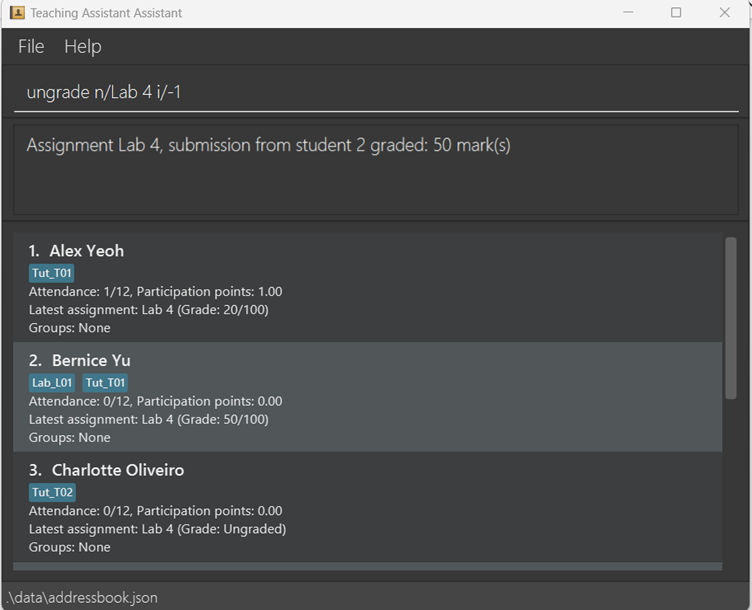 Teaching Assistant Assistant
File Help
ungrade n/Lab 4 i/-1
Assignment Lab 4, submission from student 2 graded: 50 mark(s)
1. Alex Yeoh
Tut_T01
Attendance: 1/12, Participation points: 1.00
Latest assignment: Lab 4 (Grade: 20/100)
Groups: None
2. Bernice Yu
Lab_L01 Tut_T01
Attendance: 0/12, Participation points: 0.00
Latest assignment: Lab 4 (Grade: 50/100)
Groups: None
3. Charlotte Oliveiro
Tut_T02
Attendance: 0/12, Participation points: 0.00
Latest assignment: Lab 4 (Grade: Ungraded)
Groups: None
.\data\addressbook.json